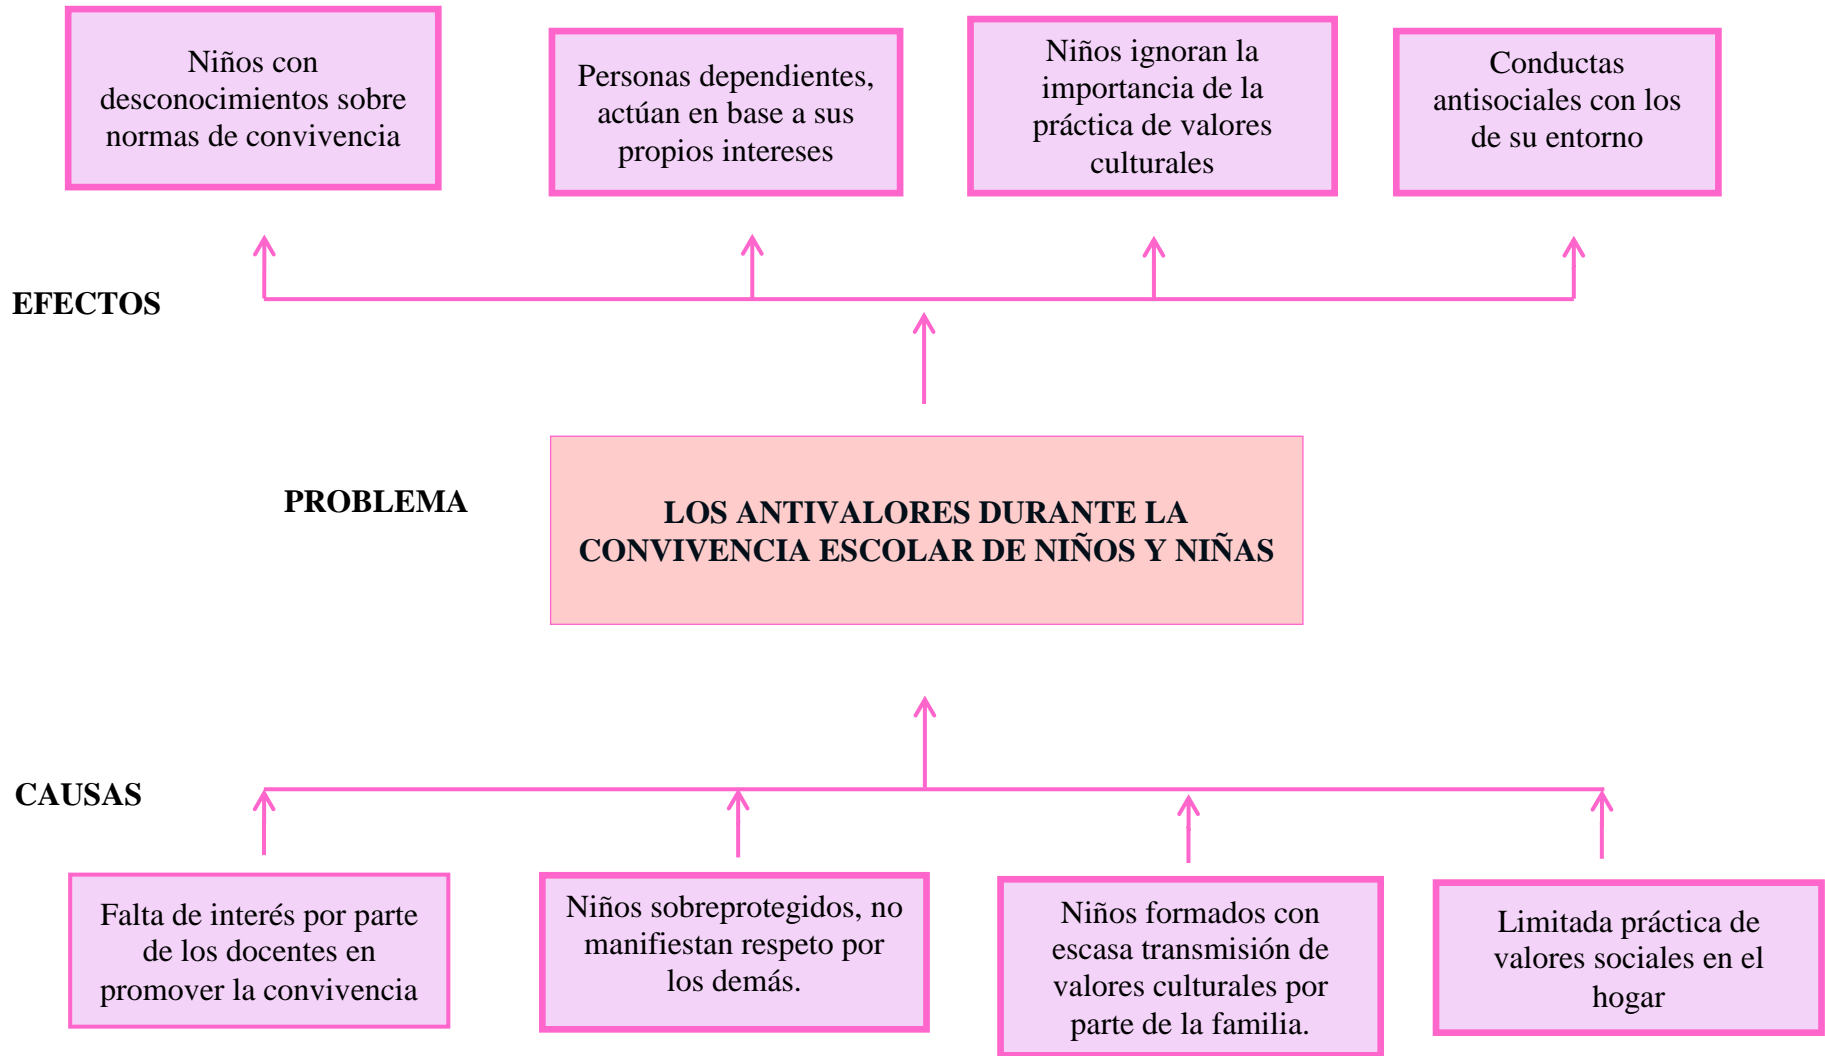 Niños con
desconocimientos sobre
normas de convivencia
Personas dependientes,
actúan en base a sus
propios intereses
Niños ignoran la
importancia de la
práctica de valores
culturales
Conductas
antisociales con los
de su entorno
EFECTOS
PROBLEMA
LOS ANTIVALORES DURANTE LA
CONVIVENCIA ESCOLAR DE NIÑOS Y NIÑAS
CAUSAS
Falta de interés por parte
de los docentes en
promover la convivencia
Niños sobreprotegidos, no
manifiestan respeto por
los demás.
Niños formados con
escasa transmisión de
valores culturales por
parte de la familia.
Limitada práctica de
valores sociales en el
hogar